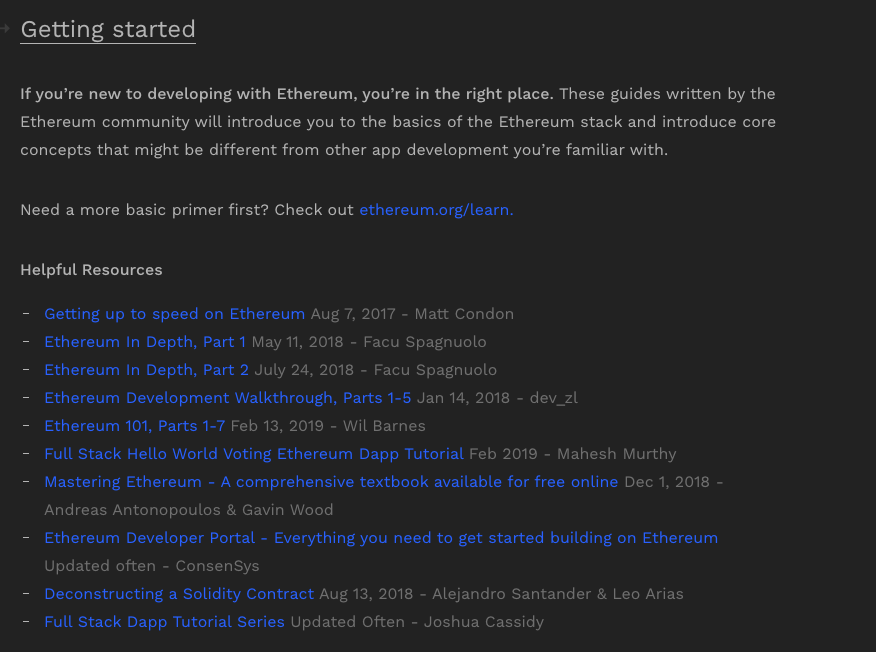 Getting started
If you’re new to developing with Ethereum, you’re in the right place. These guides written by the
Ethereum community will introduce you to the basics of the Ethereum stack and introduce core
concepts that might be different from other app development you’re familiar with.
Need a more basic primer first? Check out ethereum.org/learn.
Helpful Resources
– Getting up to speed on Ethereum Aug 7, 2017 - Matt Condon
– Ethereum In Depth, Part 1 May 11, 2018 - Facu Spagnuolo
– Ethereum In Depth, Part 2 July 24, 2018 - Facu Spagnuolo
– Ethereum Development Walkthrough, Parts 1-5 Jan 14, 2018 - dev_zl
– Ethereum 101, Parts 1-7 Feb 13, 2019 - Wil Barnes
– Full Stack Hello World Voting Ethereum Dapp Tutorial Feb 2019 - Mahesh Murthy
– Mastering Ethereum - A comprehensive textbook available for free online Dec 1, 2018 -
Andreas Antonopoulos & Gavin Wood
– Ethereum Developer Portal - Everything you need to get started building on Ethereum
Updated often - ConsenSys
– Deconstructing a Solidity Contract Aug 13, 2018 - Alejandro Santander & Leo Arias
– Full Stack Dapp Tutorial Series Updated Often - Joshua Cassidy